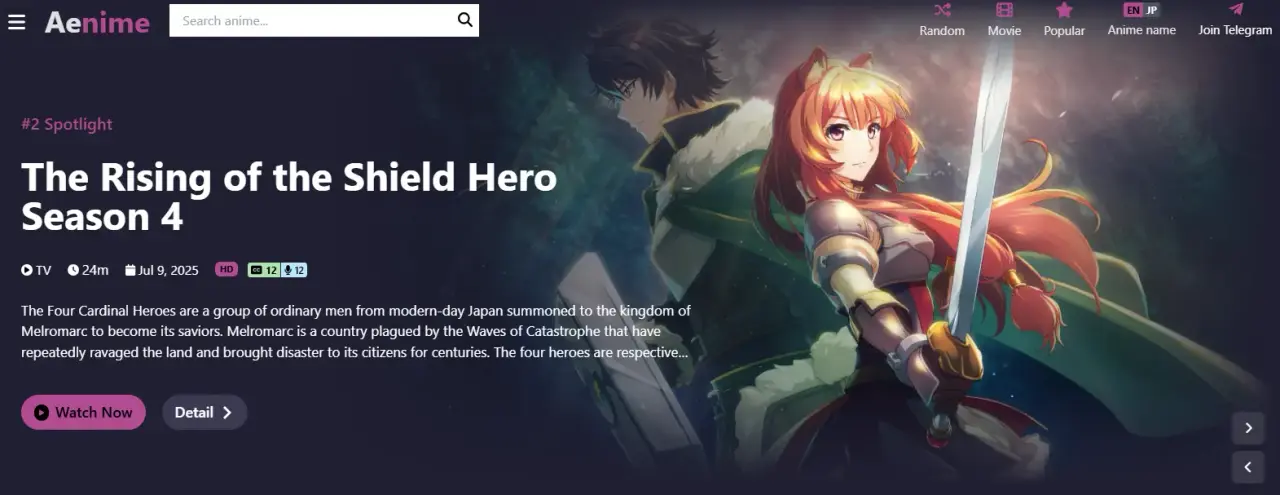 Aenime
Search anime...
Random
Movie
Popular
EN JP
Anime name
Join Telegram
#2 Spotlight
The Rising of the Shield Hero
Season 4
TV 24m Jul 9, 2025 HD CC 12 12
The Four Cardinal Heroes are a group of ordinary men from modern-day Japan summoned to the kingdom of
Melromarc to become its saviors. Melromarc is a country plagued by the Waves of Catastrophe that have
repeatedly ravaged the land and brought disaster to its citizens for centuries. The four heroes are respective...
Watch Now
Detail